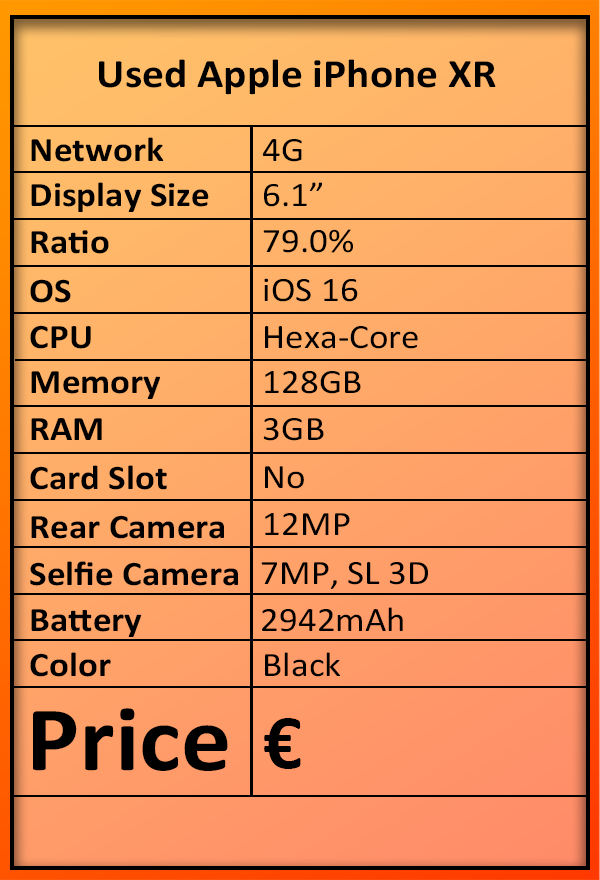 Used Apple iPhone XR
Network 4G
Display Size 6.1”
Ratio 79.0%
OS iOS 16
CPU Hexa-Core
Memory 128GB
RAM 3GB
Card Slot No
Rear Camera 12MP
Selfie Camera 7MP, SL 3D
Battery 2942mAh
Color Black
Price €